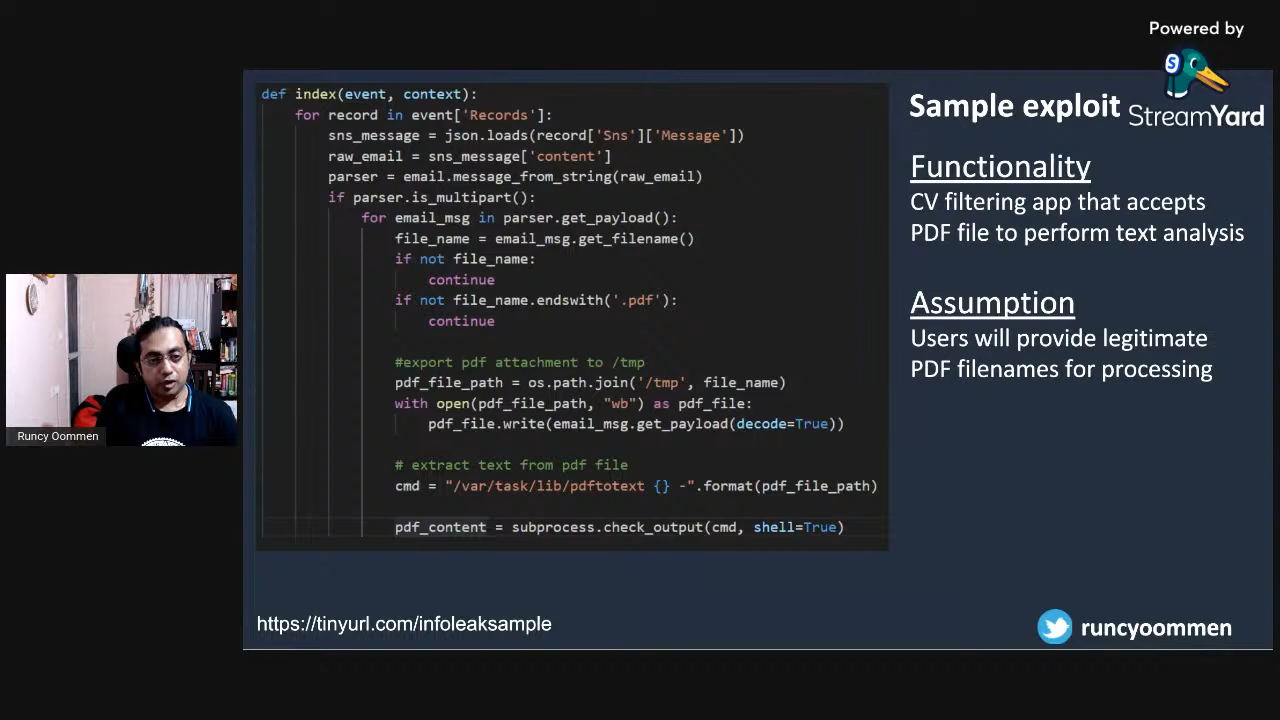 Powered by
S
StreamYard
def index(event, context):
for record in event['Records']:
sns_message = json.loads(record['Sns']['Message'])
raw_email = sns_message['content']
parser = email.message_from_string(raw_email)
if parser.is_multipart():
for email_msg in parser.get_payload():
file_name = email_msg.get_filename()
if not file_name:
continue
if not file_name.endswith('.pdf'):
continue
#export pdf attachment to /tmp
pdf_file_path = os.path.join('/tmp', file_name)
with open(pdf_file_path, "wb") as pdf_file:
pdf_file.write(email_msg.get_payload(decode=True))
# extract text from pdf file
cmd = "/var/task/lib/pdftotext {} -".format(pdf_file_path)
pdf_content = subprocess.check_output(cmd, shell=True)
Sample exploit
Functionality
CV filtering app that accepts
PDF file to perform text analysis
Assumption
Users will provide legitimate
PDF filenames for processing
Runcy Oommen
https://tinyurl.com/infoleaksample
runcyoommen